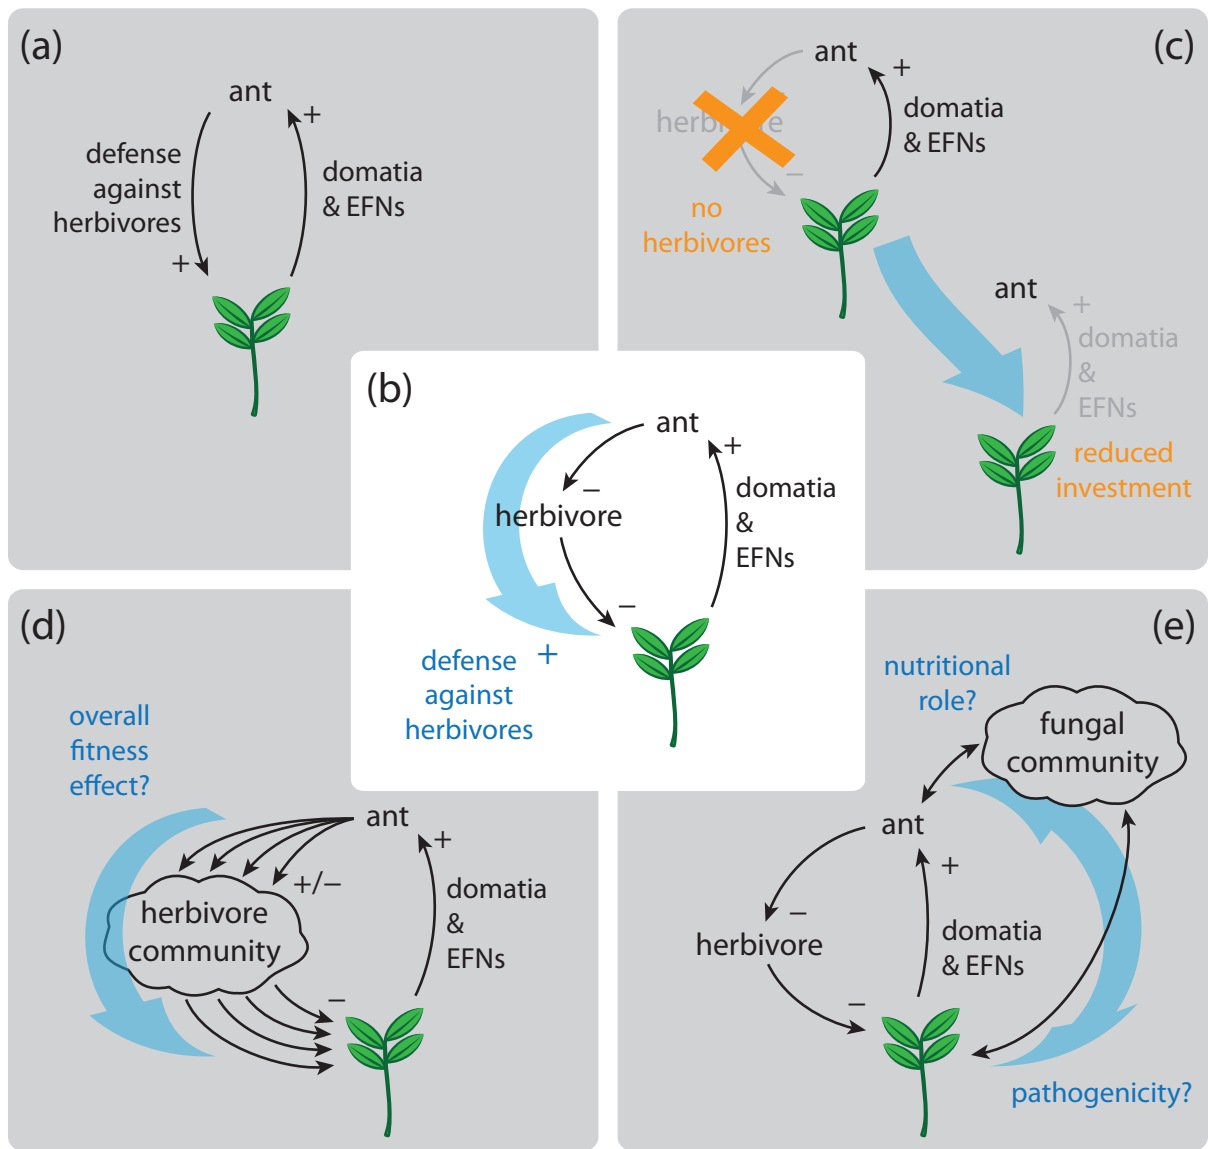 (a)
ant
+
defense
against
herbivores
+
domatia
& EFNs
(c)
ant
+
herbivore
−
domatia
& EFNs
no
herbivores
ant
+
domatia
&
EFNs
reduced
investment
(b)
ant
+
−
herbivore
domatia
&
EFNs
−
+
defense
against
herbivores
(d)
overall
fitness
effect?
ant
+
+/−
herbivore
community
domatia
&
EFNs
−
(e)
nutritional
role?
fungal
community
ant
+
−
herbivore
domatia
& EFNs
−
pathogenicity?